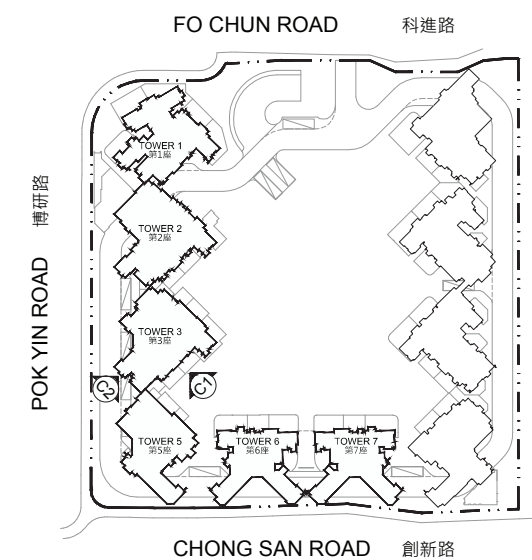 FO CHUN ROAD 科進路
TOWER 1
第1座
POK YIN ROAD 博研路
TOWER 2
第2座
TOWER 3
第3座
C2
C1
TOWER 5
第5座
TOWER 6
第6座
TOWER 7
第7座
CHONG SAN ROAD 創新路